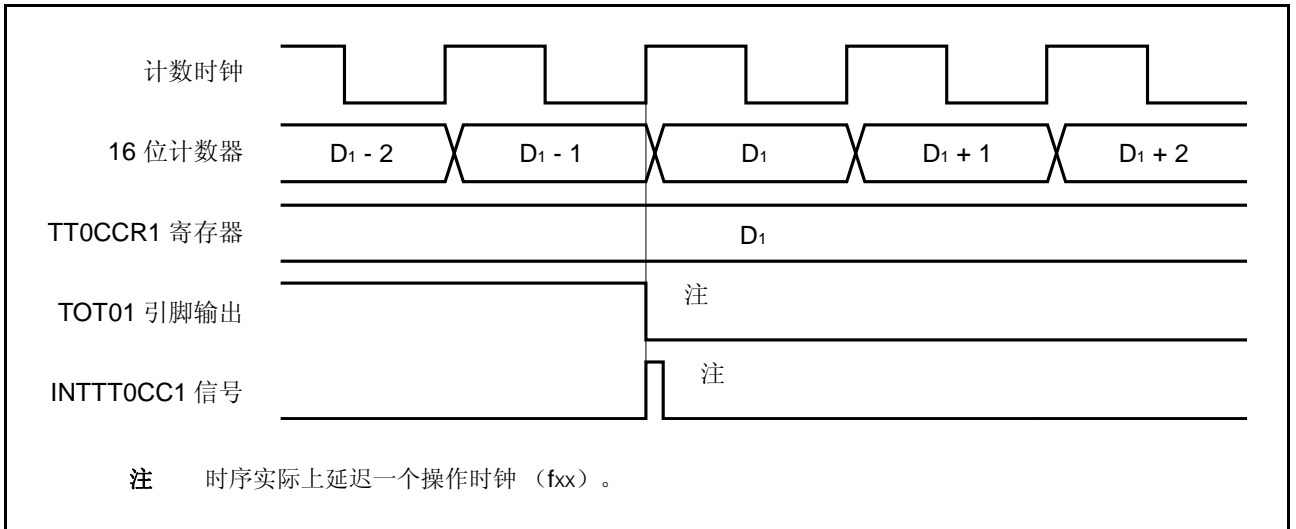 计数时钟
16 位计数器 D1 - 2 D1 - 1 D1 D1 + 1 D1 + 2
TT0CCR1 寄存器 D1
TOT01 引脚输出 注
INTTT0CC1 信号 注
注 时序实际上延迟一个操作时钟 （fxx）。